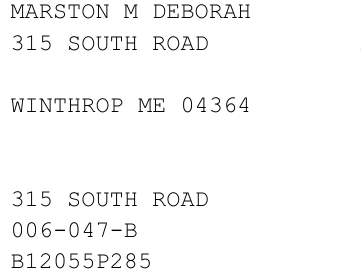 MARSTON M DEBORAH
315 SOUTH ROAD
WINTHROP ME 04364
315 SOUTH ROAD
006-047-B
B12055P285